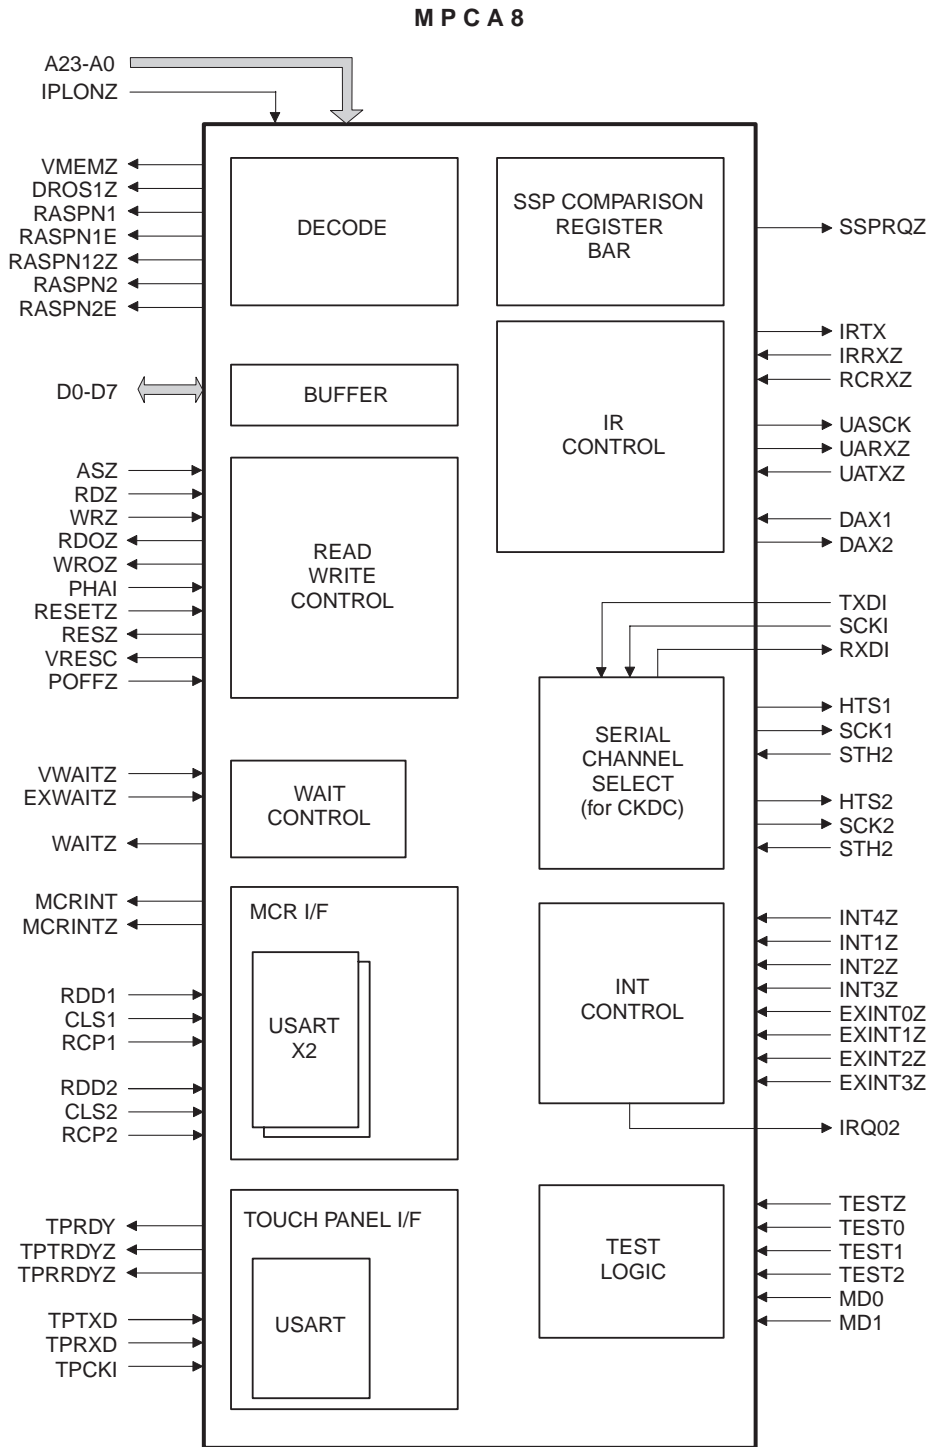 M P C A 8
A23-A0
IPLONZ
VMEMZ
DROS1Z
RASPN1
RASPN1E
RASPN12Z
RASPN2
RASPN2E
D0-D7
ASZ
RDZ
WRZ
RDOZ
WROZ
PHAI
RESETZ
RESZ
VRESC
POFFZ
VWAITZ
EXWAITZ
WAITZ
MCRINT
MCRINTZ
RDD1
CLS1
RCP1
RDD2
CLS2
RCP2
TPRDY
TPTRDYZ
TPRRDYZ
TPTXD
TPRXD
TPCKI
DECODE
BUFFER
READ
WRITE
CONTROL
WAIT
CONTROL
MCR I/F
USART
X2
TOUCH PANEL I/F
USART
SSP COMPARISON
REGISTER
BAR
IR
CONTROL
SERIAL
CHANNEL
SELECT
(for CKDC)
INT
CONTROL
TEST
LOGIC
SSPRQZ
IRTX
IRRXZ
RCRXZ
UASCK
UARXZ
UATXZ
DAX1
DAX2
TXDI
SCKI
RXDI
HTS1
SCK1
STH2
HTS2
SCK2
STH2
INT4Z
INT1Z
INT2Z
INT3Z
EXINT0Z
EXINT1Z
EXINT2Z
EXINT3Z
IRQ02
TESTZ
TEST0
TEST1
TEST2
MD0
MD1